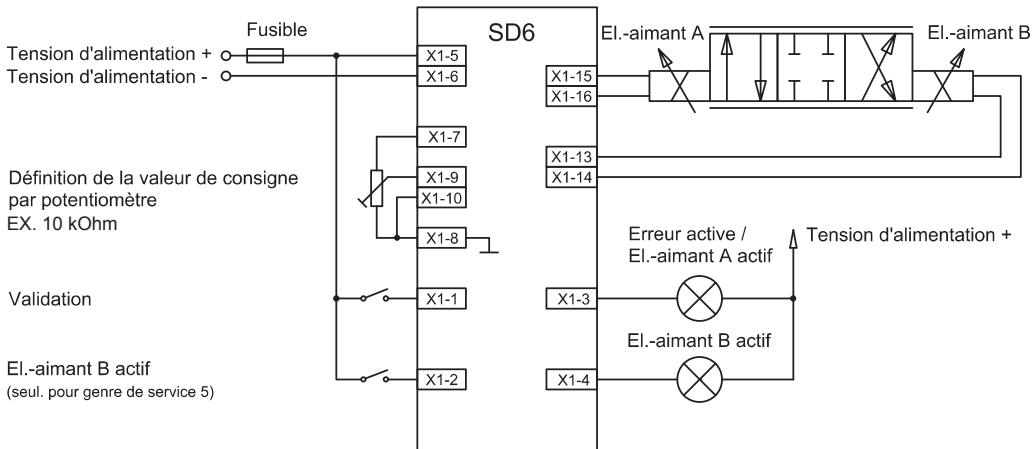 Fusible
SD6
El.-aimant A
El.-aimant B
Tension d'alimentation +
X1-5
Tension d'alimentation -
X1-6
X1-15
X1-16
X1-7
X1-13
Définition de la valeur de consigne
par potentiomètre
EX. 10 kOhm
X1-9
X1-14
X1-10
X1-8
Erreur active /
El.-aimant A actif
Tension d'alimentation +
Validation
X1-1
X1-3
El.-aimant B actif
El.-aimant B actif
(seul. pour genre de service 5)
X1-2
X1-4